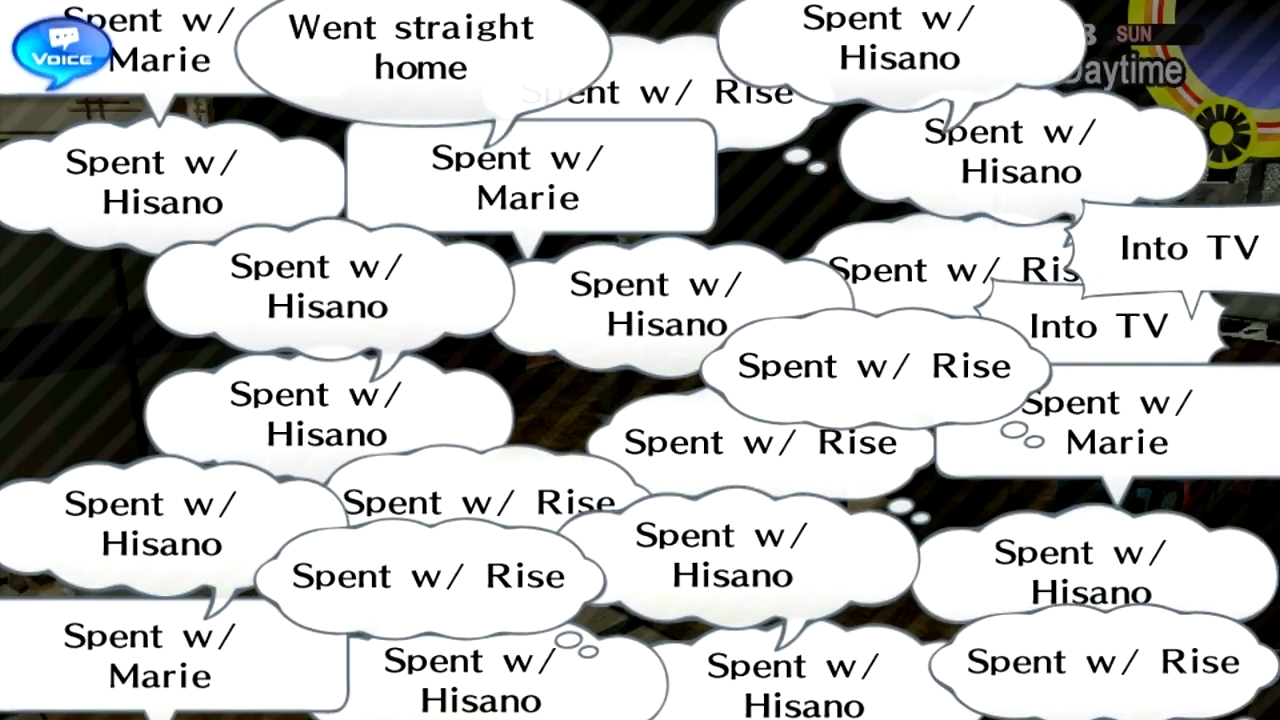 Spent w/
Marie
VOICE
Went straight
home
Spent w/
Hisano
SUN
Daytime
Spent w/ Rise
Spent w/
Hisano
Spent w/
Marie
Spent w/
Hisano
Into TV
Spent w/
Hisano
Spent w/
Hisano
Spent w/ Ris
Into TV
Spent w/ Rise
Spent w/
Hisano
Spent w/ Rise
Spent w/
Marie
Spent w/
Hisano
Spent w/ Rise
Spent w/
Hisano
Spent w/
Hisano
Spent w/ Rise
Spent w/
Marie
Spent w/
Hisano
Spent w/
Hisano
Spent w/ Rise